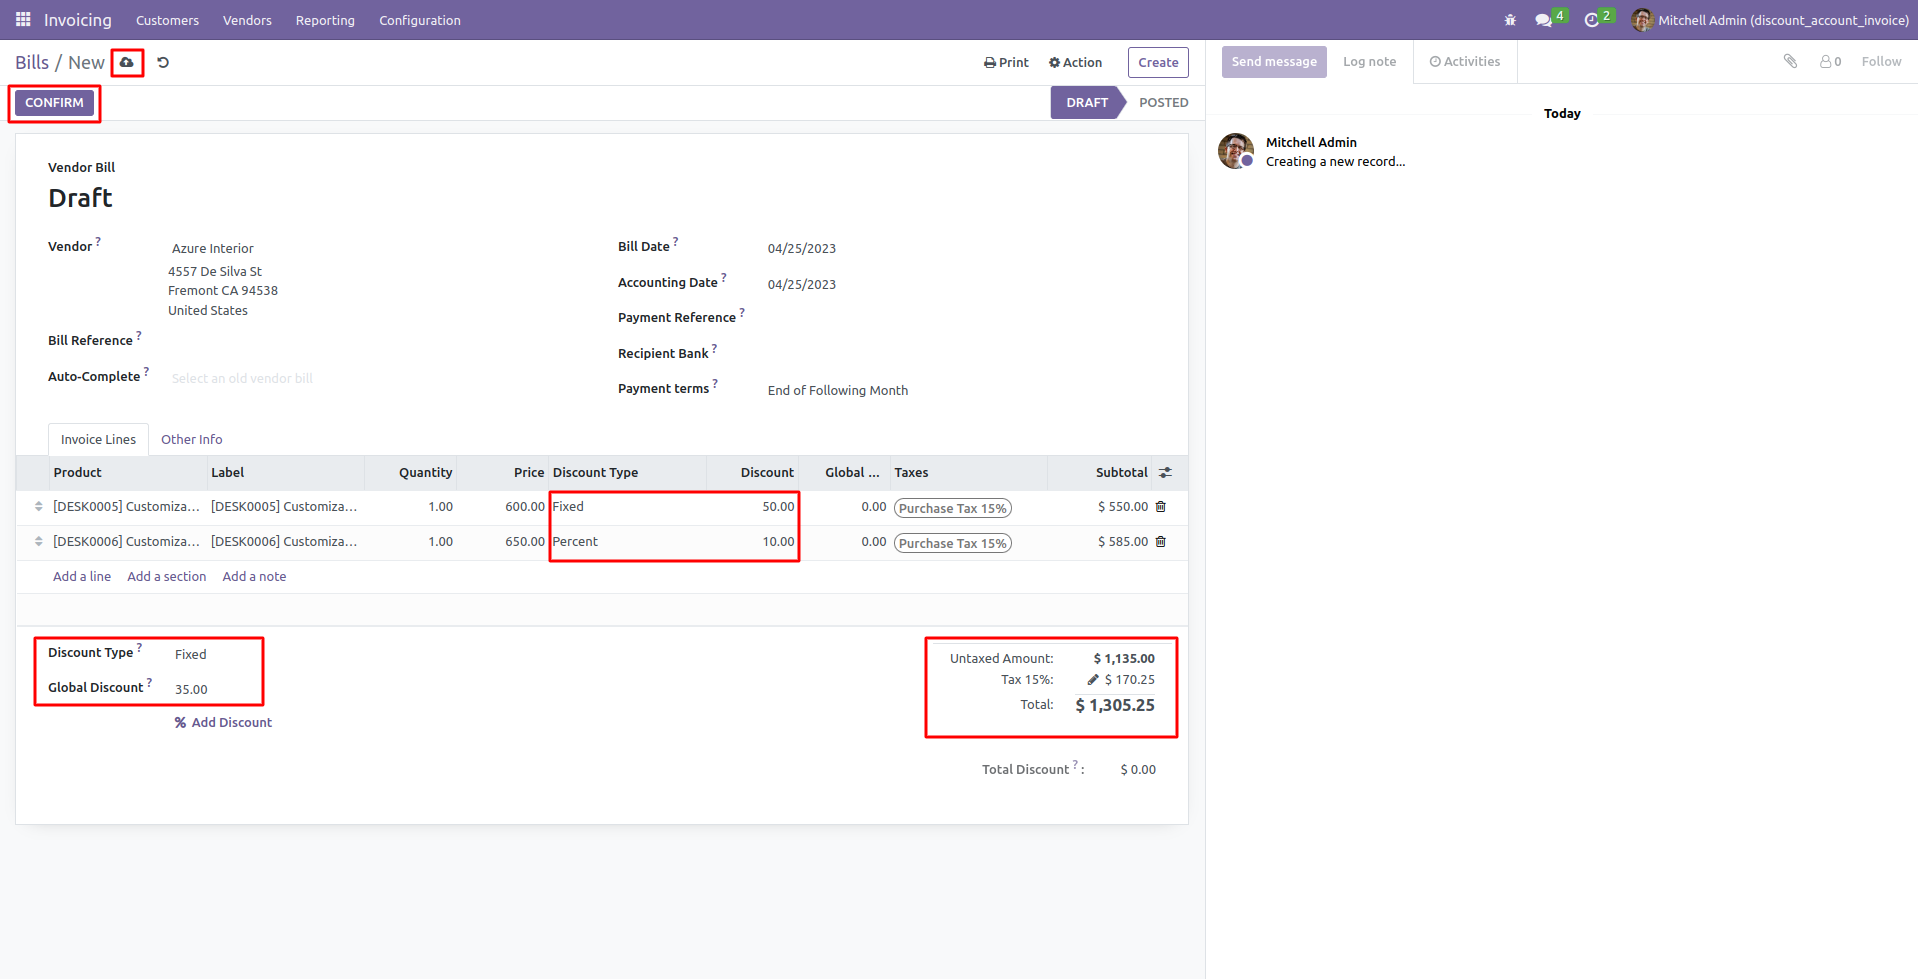 Invoicing Customers Vendors Reporting Configuration 4 2 Mitchell Admin (discount_account_invoice)
Bills / New Print Action Create
Send message Log note Activities 0 Follow
CONFIRM DRAFT POSTED
Today
Mitchell Admin
Creating a new record...
Vendor Bill
Draft
Vendor ? Azure Interior
4557 De Silva St
Fremont CA 94538
United States
Bill Reference ?
Auto-Complete ? Select an old vendor bill
Bill Date ? 04/25/2023
Accounting Date ? 04/25/2023
Payment Reference ?
Recipient Bank ?
Payment terms ? End of Following Month
Invoice Lines Other Info
Product Label Quantity Price Discount Type Discount Global ... Taxes Subtotal
[DESK0005] Customiza... [DESK0005] Customiza... 1.00 600.00 Fixed 50.00 0.00 Purchase Tax 15% $ 550.00
[DESK0006] Customiza... [DESK0006] Customiza... 1.00 650.00 Percent 10.00 0.00 Purchase Tax 15% $ 585.00
Add a line Add a section Add a note
Discount Type ? Fixed
Global Discount ? 35.00
% Add Discount
Untaxed Amount: $ 1,135.00
Tax 15%: $ 170.25
Total: $ 1,305.25
Total Discount ? : $ 0.00